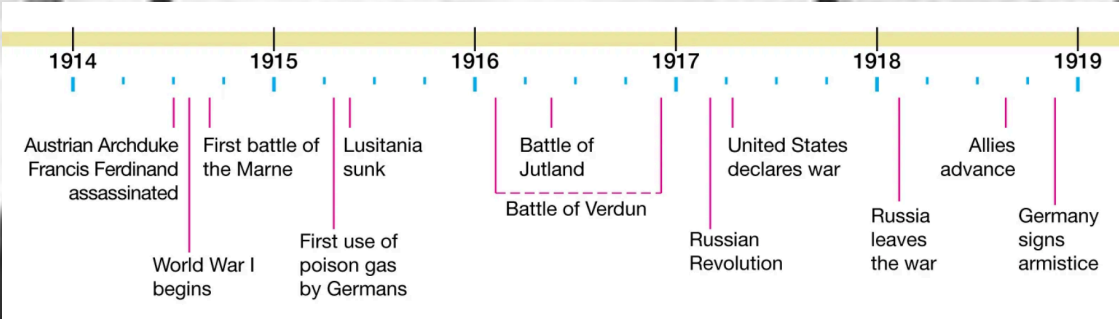 1914 1915 1916 1917 1918 1919
Austrian Archduke
Francis Ferdinand
assassinated
World War I
begins
First battle of
the Marne
First use of
poison gas
by Germans
Lusitania
sunk
Battle of
Jutland
Battle of Verdun
Russian
Revolution
United States
declares war
Russia
leaves
the war
Allies
advance
Germany
signs
armistice